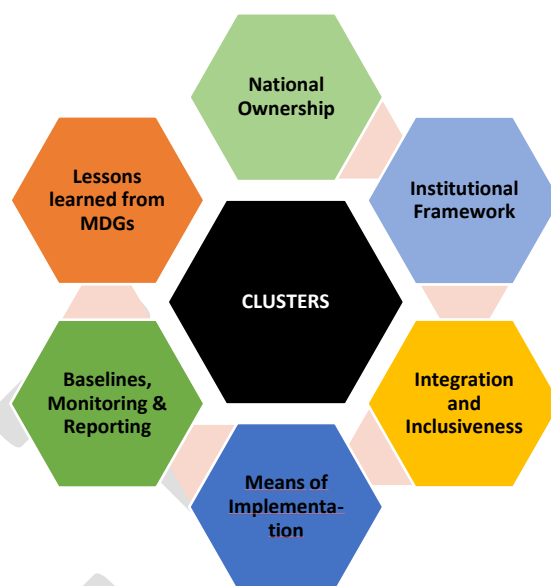 National
Ownership
Lessons
learned from
MDGs
Institutional
Framework
CLUSTERS
Baselines,
Monitoring &
Reporting
Integration
and
Inclusiveness
Means of
Implementa-
tion